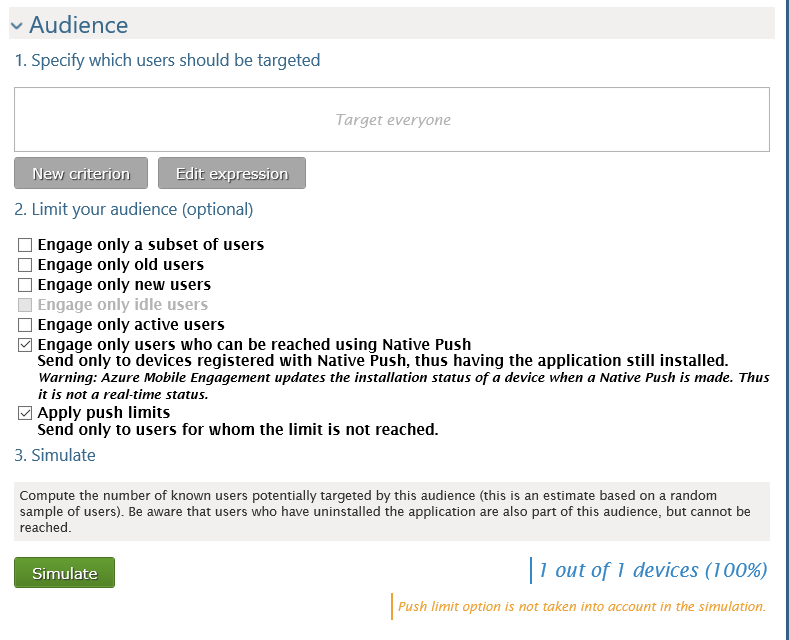 Audience
1. Specify which users should be targeted
Target everyone
New criterion Edit expression
2. Limit your audience (optional)
Engage only a subset of users
Engage only old users
Engage only new users
Engage only idle users
Engage only active users
Engage only users who can be reached using Native Push
Send only to devices registered with Native Push, thus having the application still installed.
Warning: Azure Mobile Engagement updates the installation status of a device when a Native Push is made. Thus
it is not a real-time status.
Apply push limits
Send only to users for whom the limit is not reached.
3. Simulate
Compute the number of known users potentially targeted by this audience (this is an estimate based on a random
sample of users). Be aware that users who have uninstalled the application are also part of this audience, but cannot be
reached.
Simulate 1 out of 1 devices (100%)
Push limit option is not taken into account in the simulation.